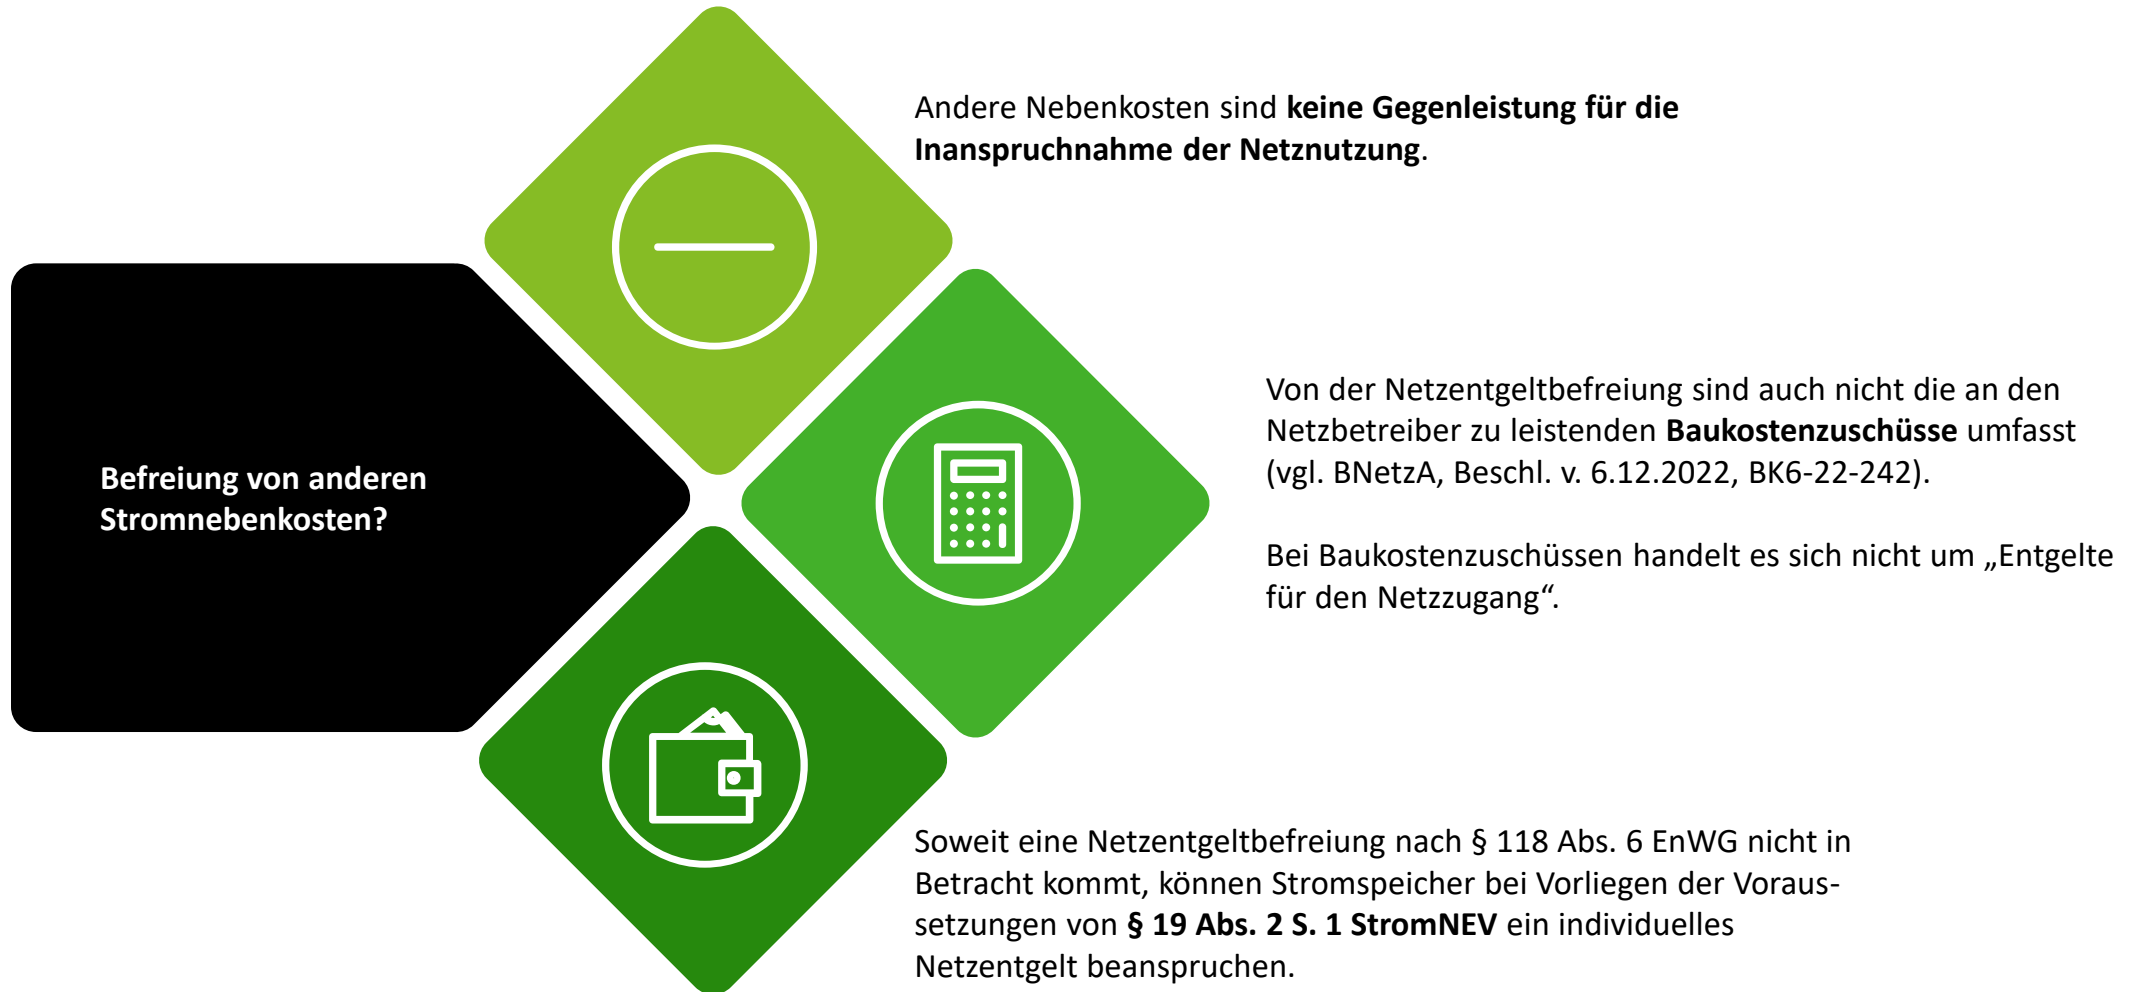 Andere Nebenkosten sind keine Gegenleistung für die
Inanspruchnahme der Netznutzung.
Befreiung von anderen
Stromnebenkosten?
Von der Netzentgeltbefreiung sind auch nicht die an den
Netzbetreiber zu leistenden Baukostenzuschüsse umfasst
(vgl. BNetzA, Beschl. v. 6.12.2022, BK6-22-242).
Bei Baukostenzuschüssen handelt es sich nicht um „Entgelte
für den Netzzugang“.
Soweit eine Netzentgeltbefreiung nach § 118 Abs. 6 EnWG nicht in
Betracht kommt, können Stromspeicher bei Vorliegen der Voraus-
setzungen von § 19 Abs. 2 S. 1 StromNEV ein individuelles
Netzentgelt beanspruchen.